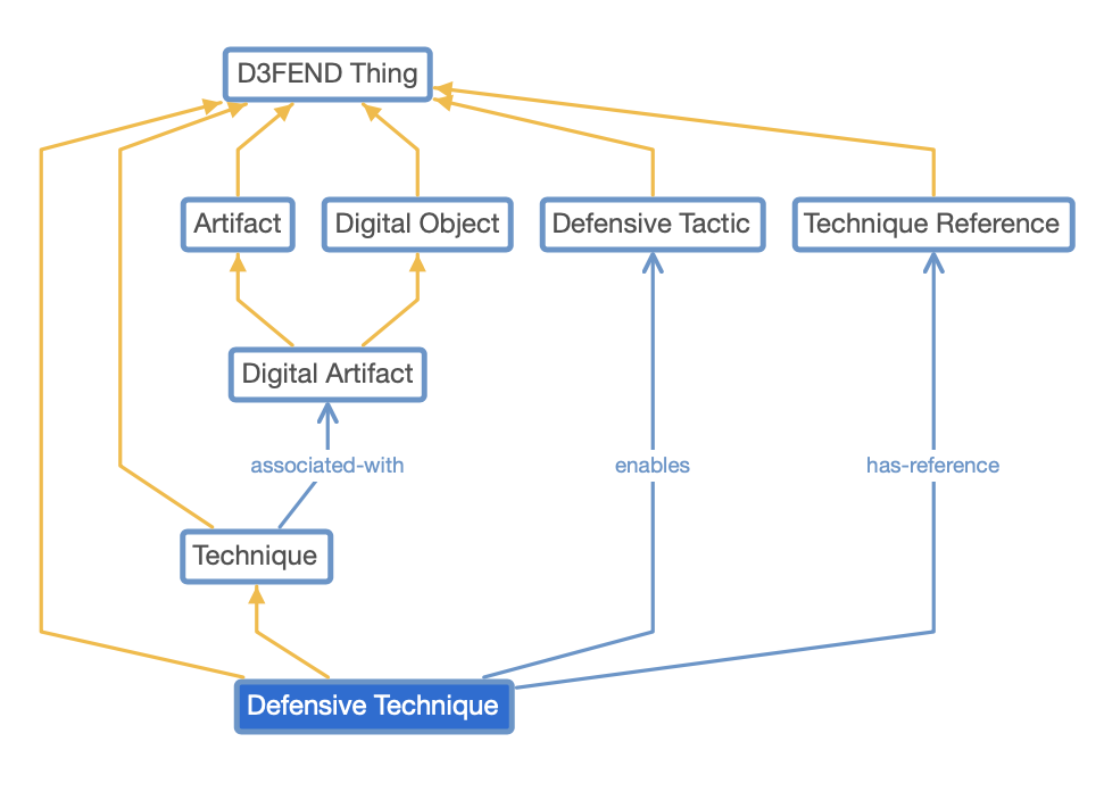 D3FEND Thing
Artifact
Digital Object
Defensive Tactic
Technique Reference
Digital Artifact
associated-with
enables
has-reference
Technique
Defensive Technique